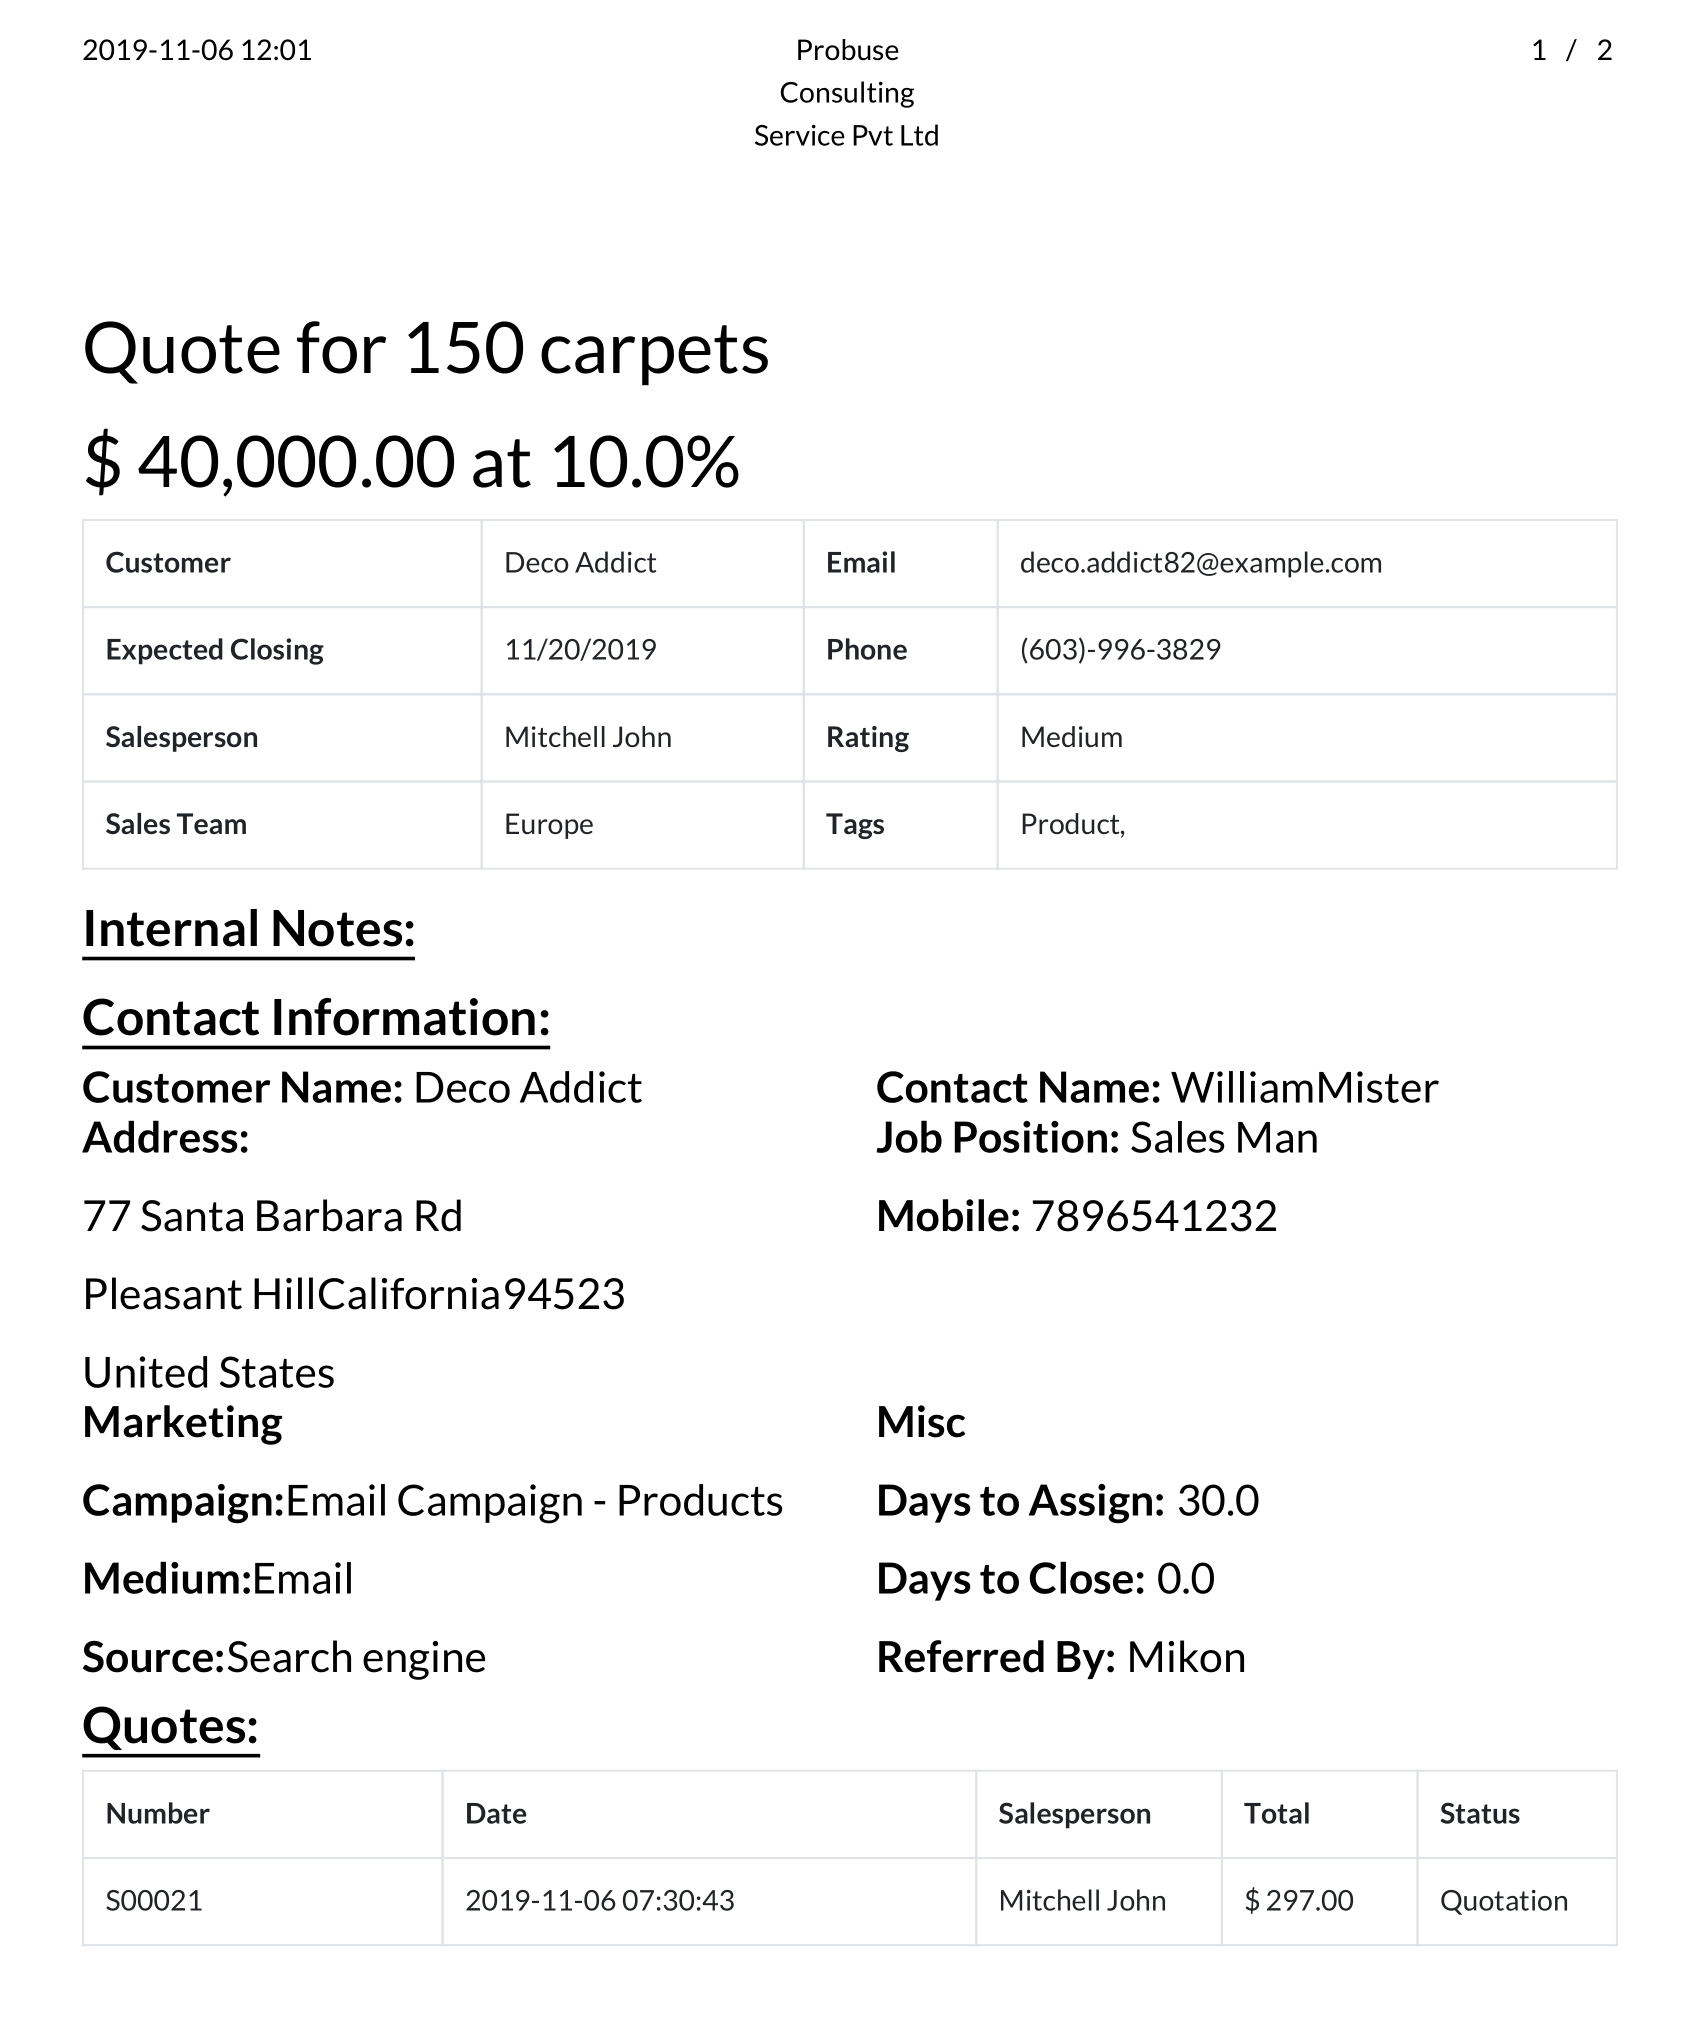 2019-11-06 12:01
Probuse
Consulting
Service Pvt Ltd
1 / 2
Quote for 150 carpets
$ 40,000.00 at 10.0%
Customer Deco Addict Email deco.addict82@example.com
Expected Closing 11/20/2019 Phone (603)-996-3829
Salesperson Mitchell John Rating Medium
Sales Team Europe Tags Product,
Internal Notes:
Contact Information:
Customer Name: Deco Addict
Address:
77 Santa Barbara Rd
Pleasant HillCalifornia94523
United States
Contact Name: WilliamMister
Job Position: Sales Man
Mobile: 7896541232
Marketing
Campaign:Email Campaign - Products
Medium:Email
Source:Search engine
Misc
Days to Assign: 30.0
Days to Close: 0.0
Referred By: Mikon
Quotes:
Number Date Salesperson Total Status
S00021 2019-11-06 07:30:43 Mitchell John $ 297.00 Quotation